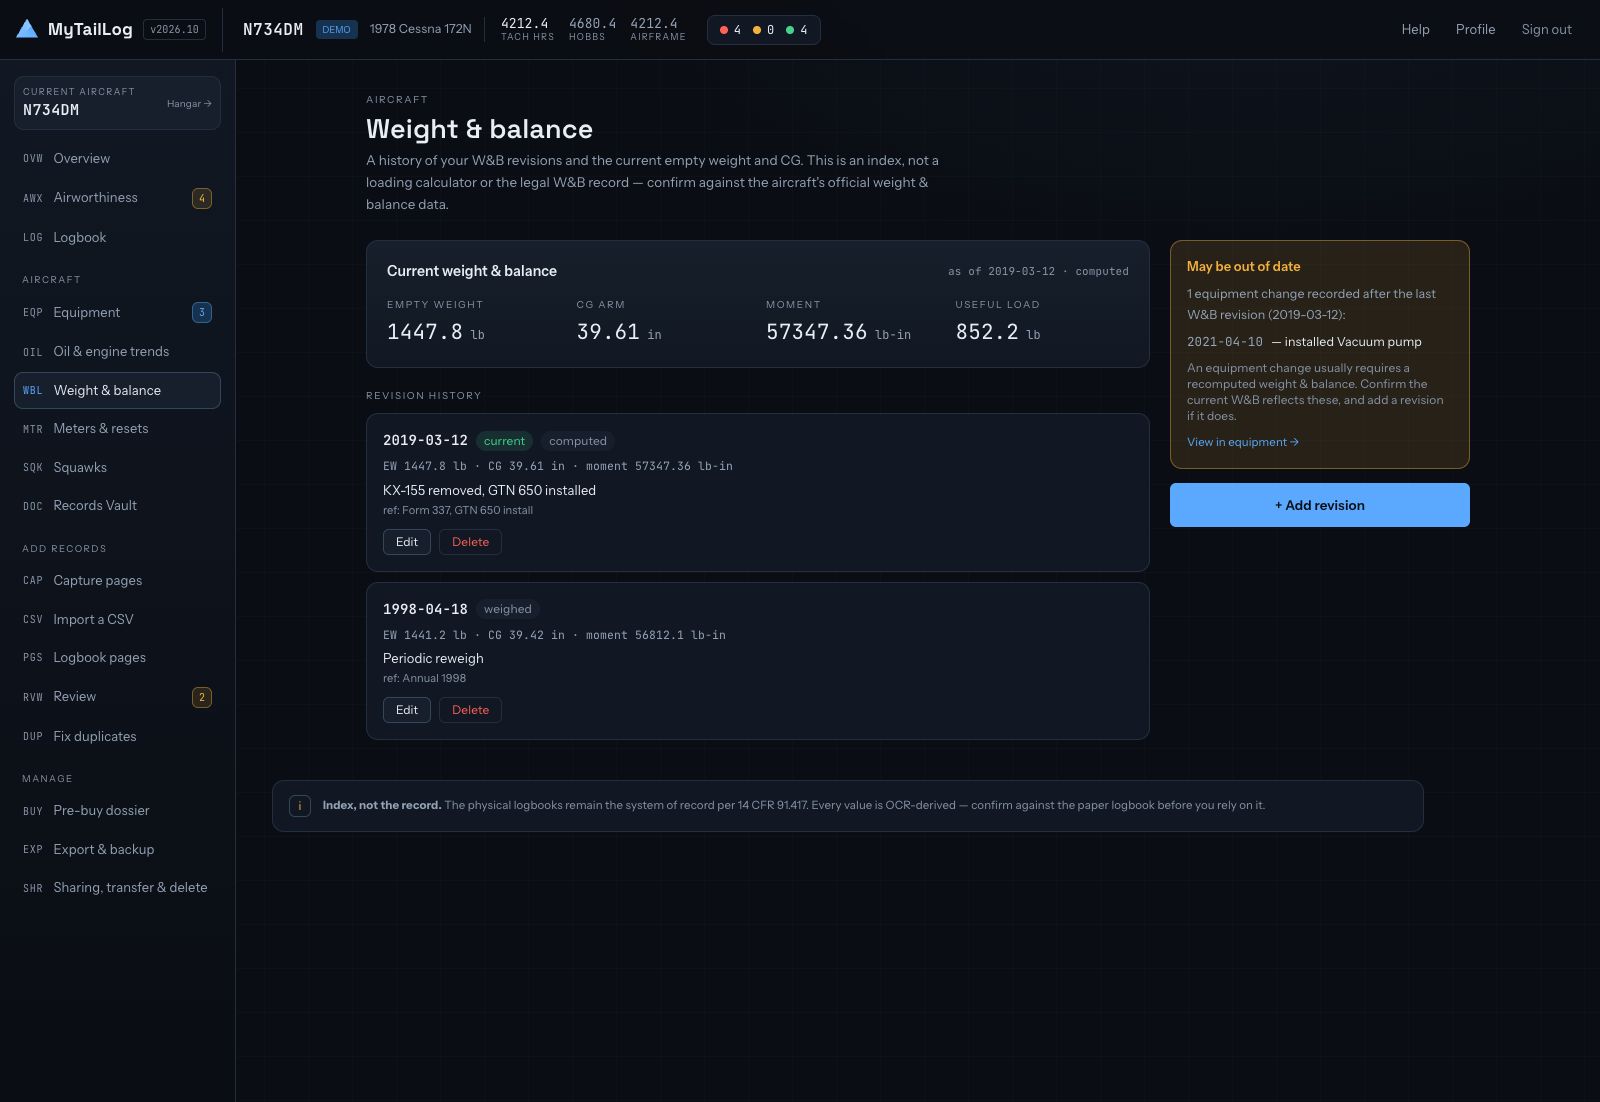 MyTailLog v2026.10
N734DM DEMO 1978 Cessna 172N
4212.4 TACH HRS
4680.4 HOBBS
4212.4 AIRFRAME
4 0 4
Help Profile Sign out
CURRENT AIRCRAFT
N734DM Hangar →
OVW Overview
AWX Airworthiness 4
LOG Logbook
AIRCRAFT
EQP Equipment 3
OIL Oil & engine trends
WBL Weight & balance
MTR Meters & resets
SQK Squawks
DOC Records Vault
ADD RECORDS
CAP Capture pages
CSV Import a CSV
PGS Logbook pages
RVW Review 2
DUP Fix duplicates
MANAGE
BUY Pre-buy dossier
EXP Export & backup
SHR Sharing, transfer & delete
AIRCRAFT
Weight & balance
A history of your W&B revisions and the current empty weight and CG. This is an index, not a
loading calculator or the legal W&B record — confirm against the aircraft's official weight &
balance data.
Current weight & balance as of 2019-03-12 · computed
EMPTY WEIGHT CG ARM MOMENT USEFUL LOAD
1447.8 lb 39.61 in 57347.36 lb-in 852.2 lb
REVISION HISTORY
2019-03-12 current computed
EW 1447.8 lb · CG 39.61 in · moment 57347.36 lb-in
KX-155 removed, GTN 650 installed
ref: Form 337, GTN 650 install
Edit Delete
1998-04-18 weighed
EW 1441.2 lb · CG 39.42 in · moment 56812.1 lb-in
Periodic reweigh
ref: Annual 1998
Edit Delete
May be out of date
1 equipment change recorded after the last
W&B revision (2019-03-12):
2021-04-10 — installed Vacuum pump
An equipment change usually requires a
recomputed weight & balance. Confirm the
current W&B reflects these, and add a revision
if it does.
View in equipment →
+ Add revision
i Index, not the record. The physical logbooks remain the system of record per 14 CFR 91.417. Every value is OCR-derived — confirm against the paper logbook before you rely on it.